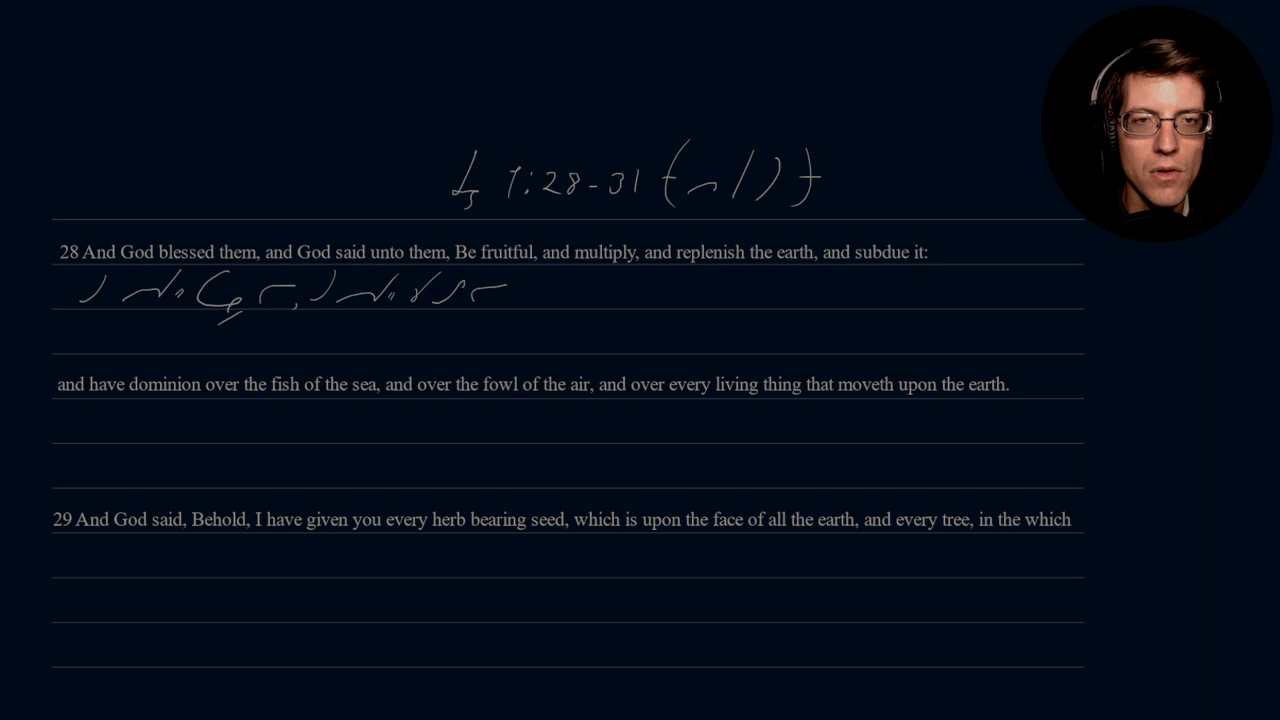 1:28-31
28 And God blessed them, and God said unto them, Be fruitful, and multiply, and replenish the earth, and subdue it:
and have dominion over the fish of the sea, and over the fowl of the air, and over every living thing that moveth upon the earth.
29 And God said, Behold, I have given you every herb bearing seed, which is upon the face of all the earth, and every tree, in the which